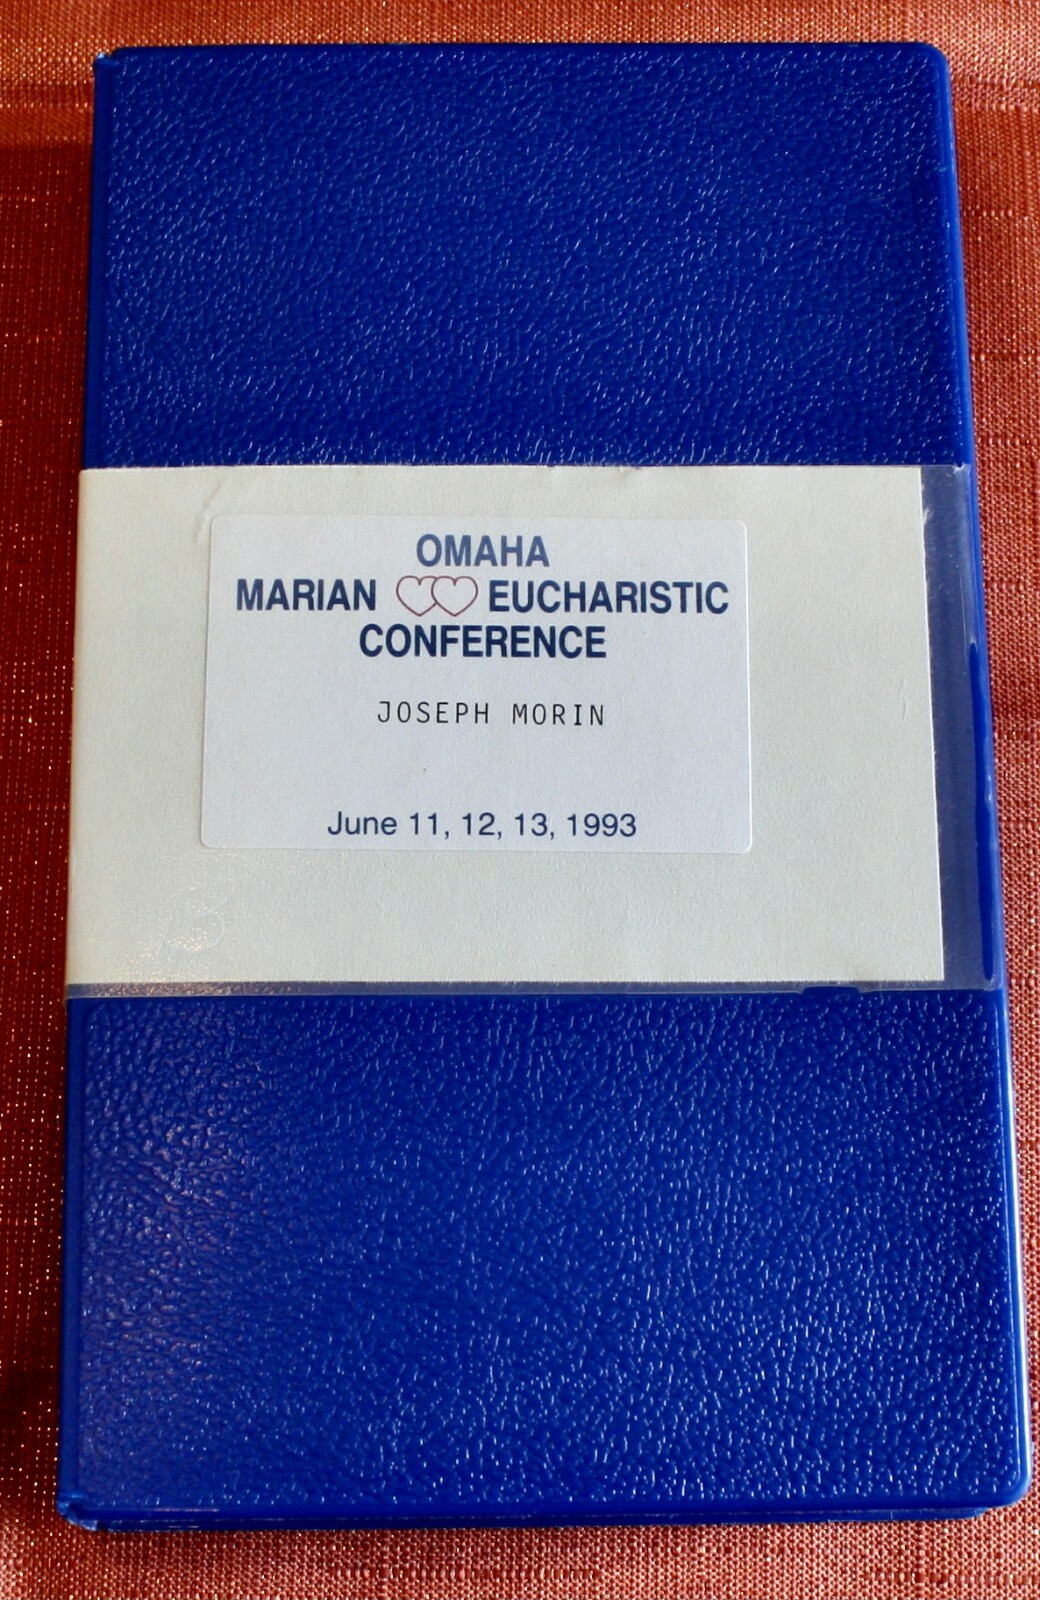 OMAHA
MARIAN EUCHARISTIC
CONFERENCE
JOSEPH MORIN
June 11, 12, 13, 1993